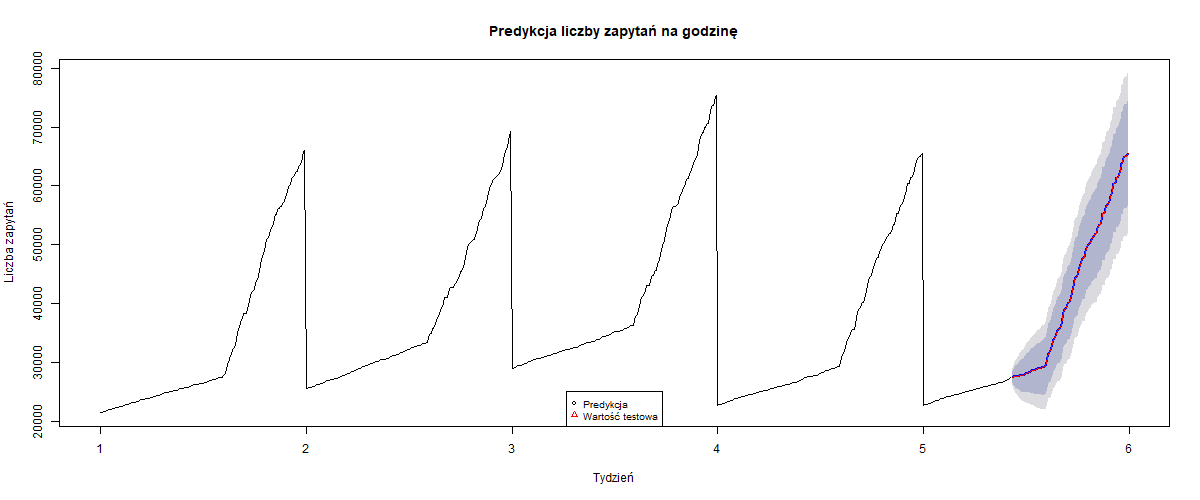 Predykcja liczby zapytań na godzinę
Liczba zapytań
80000
70000
60000
50000
40000
30000
20000
Predykcja
Wartość testowa
1 2 3 4 5 6
Tydzień